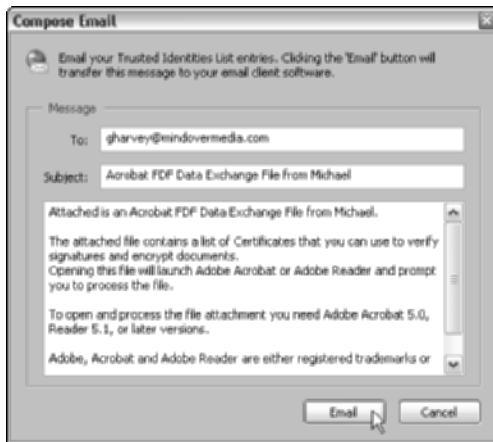 Compose Email
Email your Trusted Identities List entries. Clicking the 'Email' button will
transfer this message to your email client software.
Message
To: gharvey@mindovermedia.com
Subject: Acrobat FDF Data Exchange File from Michael
Attached is an Acrobat FDF Data Exchange File from Michael.
The attached file contains a list of Certificates that you can use to verify
signatures and encrypt documents.
Opening this file will launch Adobe Acrobat or Adobe Reader and prompt
you to process the file.
To open and process the file attachment you need Adobe Acrobat 5.0,
Reader 5.1, or later versions.
Adobe, Acrobat and Adobe Reader are either registered trademarks or
Email Cancel